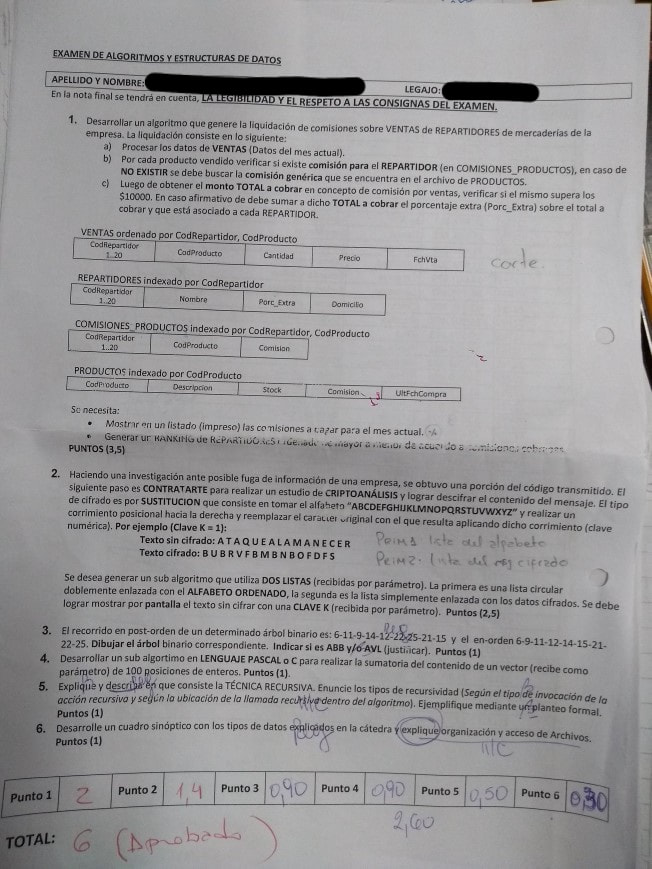 EXAMEN DE ALGORITMOS Y ESTRUCTURAS DE DATOS
APELLIDO Y NOMBRE: LEGAJO:
En la nota final se tendrá en cuenta, LA LEGIBILIDAD Y EL RESPETO A LAS CONSIGNAS DEL EXAMEN.
1. Desarrollar un algoritmo que genere la liquidación de comisiones sobre VENTAS de REPARTIDORES de mercaderías de la
empresa. La liquidación consiste en lo siguiente:
a) Procesar los datos de VENTAS (Datos del mes actual).
b) Por cada producto vendido verificar si existe comisión para el REPARTIDOR (en COMISIONES_PRODUCTOS), en caso de
NO EXISTIR se debe buscar la comisión genérica que se encuentra en el archivo de PRODUCTOS.
c) Luego de obtener el monto TOTAL a cobrar en concepto de comisión por ventas, verificar si el mismo supera los
$10000. En caso afirmativo de debe sumar a dicho TOTAL a cobrar el porcentaje extra (Porc_Extra) sobre el total a
cobrar y que está asociado a cada REPARTIDOR.
VENTAS ordenado por CodRepartidor, CodProducto
CodRepartidor 1..20 CodProducto Cantidad Precio FchVta
corte.
REPARTIDORES indexado por CodRepartidor
CodRepartidor 1..20 Nombre Porc_Extra Domicilio
COMISIONES_PRODUCTOS indexado por CodRepartidor, CodProducto
CodRepartidor 1..20 CodProducto Comision
PRODUCTOS indexado por CodProducto
CodProducto Descripcion Stock Comision UltFchCompra
Se necesita:
• Mostrar en un listado (impreso) las comisiones a pagar para el mes actual.
• Generar un RANKING de REPARTIDORES ordenado de mayor a menor de acuerdo a comisiones cobradas.
PUNTOS (3,5)
2. Haciendo una investigación ante posible fuga de información de una empresa, se obtuvo una porción del código transmitido. El
siguiente paso es CONTRATARTE para realizar un estudio de CRIPTOANÁLISIS y lograr descifrar el contenido del mensaje. El tipo
de cifrado es por SUSTITUCION que consiste en tomar el alfabeto "ABCDEFGHIJKLMNOPQRSTUVWXYZ" y realizar un
corrimiento posicional hacia la derecha y reemplazar el carácter original con el que resulta aplicando dicho corrimiento (clave
numérica). Por ejemplo (Clave K = 1):
Texto sin cifrado: A T A Q U E A L A M A N E C E R
Texto cifrado: B U B R V F B M B N B O F D F S
Prim1: lista del alfabeto
Prim2: lista del msj cifrado
Se desea generar un sub algoritmo que utiliza DOS LISTAS (recibidas por parámetro). La primera es una lista circular
doblemente enlazada con el ALFABETO ORDENADO, la segunda es la lista simplemente enlazada con los datos cifrados. Se debe
lograr mostrar por pantalla el texto sin cifrar con una CLAVE K (recibida por parámetro). Puntos (2,5)
3. El recorrido en post-orden de un determinado árbol binario es: 6-11-9-14-12-22-25-21-15 y el en-orden 6-9-11-12-14-15-21-
22-25. Dibujar el árbol binario correspondiente. Indicar si es ABB y/o AVL (justificar). Puntos (1)
4. Desarrollar un sub algortimo en LENGUAJE PASCAL o C para realizar la sumatoria del contenido de un vector (recibe como
parámetro) de 100 posiciones de enteros. Puntos (1).
5. Explique y describa en que consiste la TÉCNICA RECURSIVA. Enuncie los tipos de recursividad (Según el tipo de invocación de la
acción recursiva y según la ubicación de la llamada recursiva dentro del algoritmo). Ejemplifique mediante un planteo formal.
Puntos (1)
N/C
6. Desarrolle un cuadro sinóptico con los tipos de datos explicados en la cátedra y explique organización y acceso de Archivos.
Puntos (1)
N/C
Punto 1 2 Punto 2 1,4 Punto 3 0,90 Punto 4 0,90 Punto 5 0,50 Punto 6 0,30
2,60
TOTAL: 6 (Aprobado)